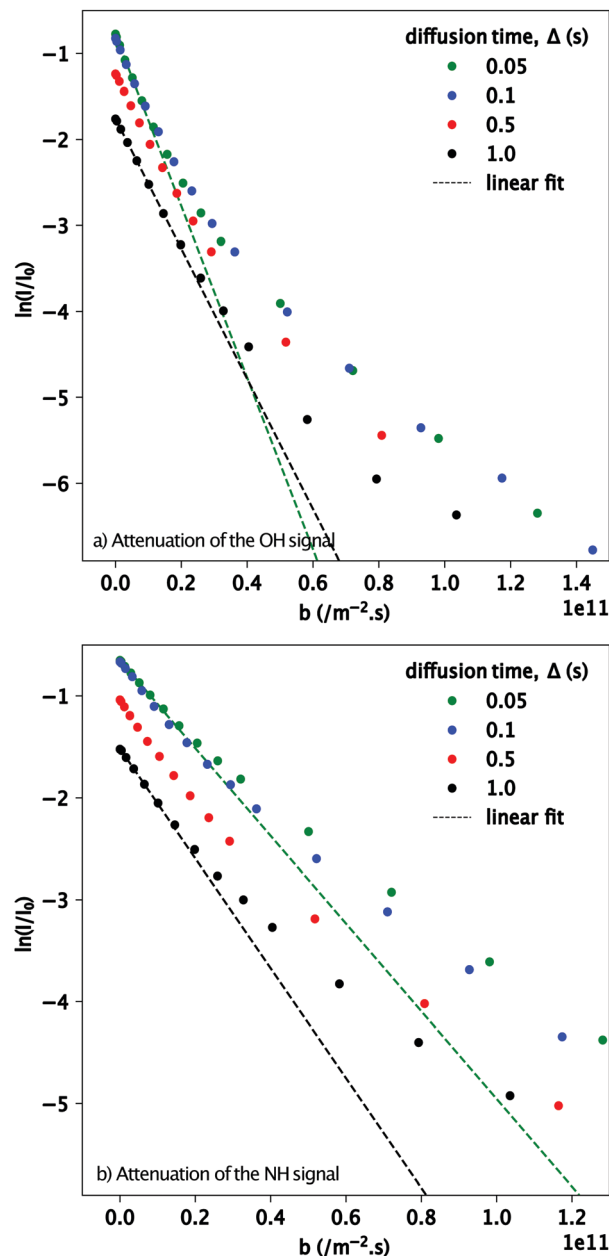 diffusion time, Δ (s)
0.05
0.1
0.5
1.0
linear fit
−1
−2
−3
−4
−5
−6
ln(I/I₀)
a) Attenuation of the OH signal
0.0 0.2 0.4 0.6 0.8 1.0 1.2 1.4
b (/m⁻².s)
1e11
diffusion time, Δ (s)
0.05
0.1
0.5
1.0
linear fit
−1
−2
−3
−4
−5
ln(I/I₀)
b) Attenuation of the NH signal
0.0 0.2 0.4 0.6 0.8 1.0 1.2
b (/m⁻².s)
1e11